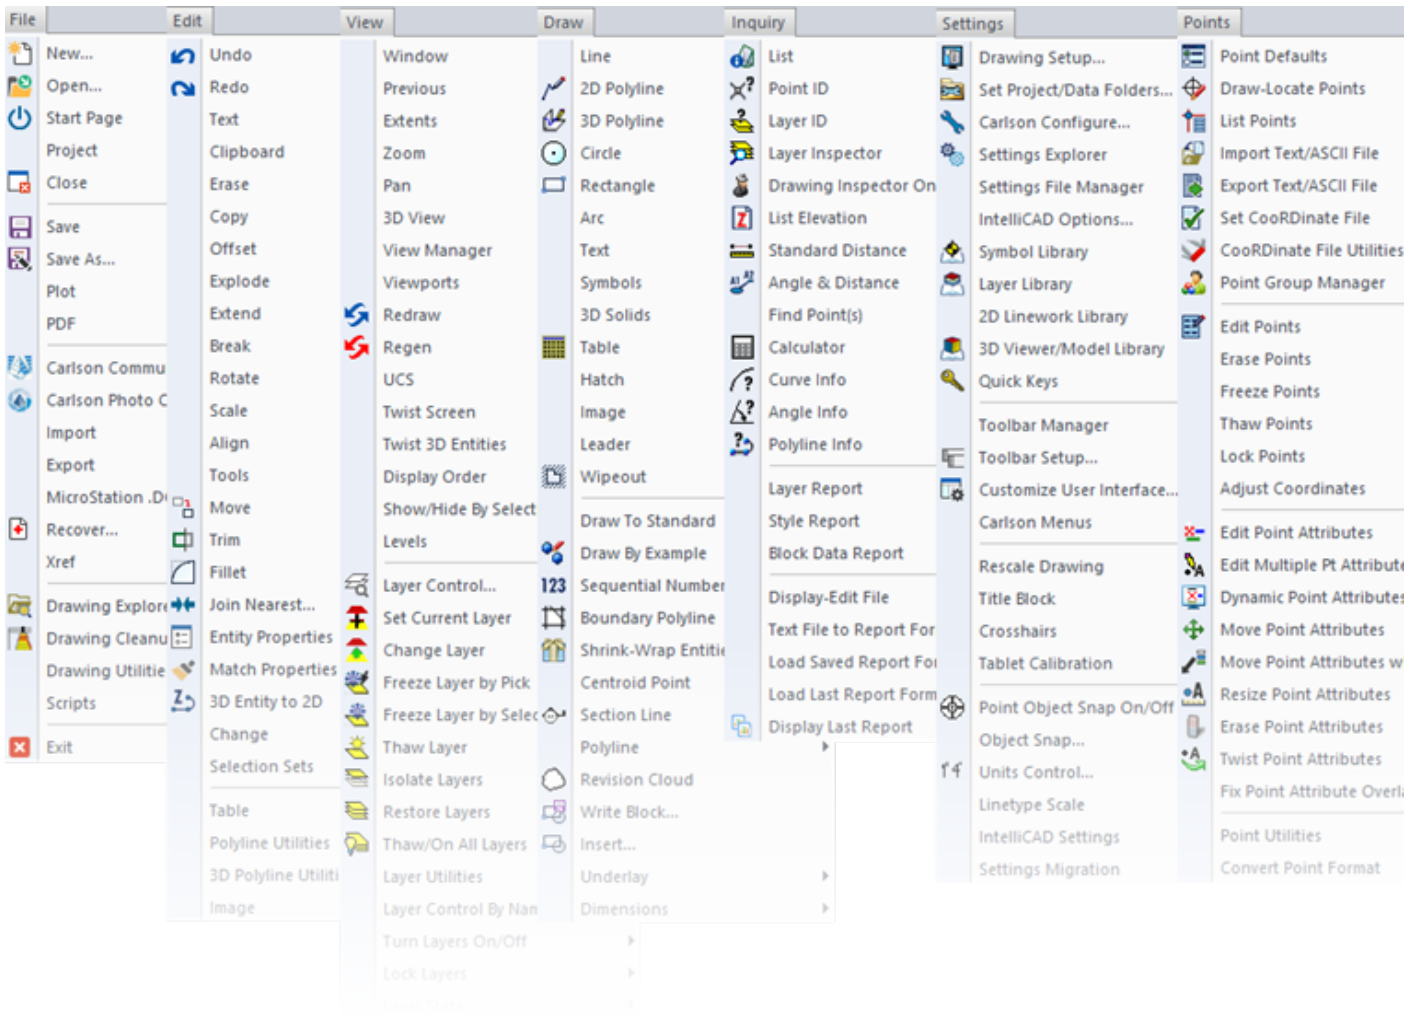 File
New...
Open...
Start Page
Project
Close
Save
Save As...
Plot
PDF
Carlson Commu
Carlson Photo C
Import
Export
MicroStation .D
Recover...
Xref
Drawing Explore
Drawing Cleanu
Drawing Utilitie
Scripts
Exit
Edit
Undo
Redo
Text
Clipboard
Erase
Copy
Offset
Explode
Extend
Break
Rotate
Scale
Align
Tools
Move
Trim
Fillet
Join Nearest...
Entity Properties
Match Properties
3D Entity to 2D
Change
Selection Sets
Table
Polyline Utilities
3D Polyline Utiliti
Image
View
Window
Previous
Extents
Zoom
Pan
3D View
View Manager
Viewports
Redraw
Regen
UCS
Twist Screen
Twist 3D Entities
Display Order
Show/Hide By Select
Levels
Layer Control...
Set Current Layer
Change Layer
Freeze Layer by Pick
Freeze Layer by Selec
Thaw Layer
Isolate Layers
Restore Layers
Thaw/On All Layers
Layer Utilities
Layer Control By Nam
Turn Layers On/Off
Lock Layers
Draw
Line
2D Polyline
3D Polyline
Circle
Rectangle
Arc
Text
Symbols
3D Solids
Table
Hatch
Image
Leader
Wipeout
Draw To Standard
Draw By Example
123 Sequential Number
Boundary Polyline
Shrink-Wrap Entitie
Centroid Point
Section Line
Polyline
Revision Cloud
Write Block...
Insert...
Underlay
Dimensions
Inquiry
List
Point ID
Layer ID
Layer Inspector
Drawing Inspector On
List Elevation
Standard Distance
Angle & Distance
Find Point(s)
Calculator
Curve Info
Angle Info
Polyline Info
Layer Report
Style Report
Block Data Report
Display-Edit File
Text File to Report For
Load Saved Report For
Load Last Report Form
Display Last Report
Settings
Drawing Setup...
Set Project/Data Folders...
Carlson Configure...
Settings Explorer
Settings File Manager
IntelliCAD Options...
Symbol Library
Layer Library
2D Linework Library
3D Viewer/Model Library
Quick Keys
Toolbar Manager
Toolbar Setup...
Customize User Interface...
Carlson Menus
Rescale Drawing
Title Block
Crosshairs
Tablet Calibration
Point Object Snap On/Off
Object Snap...
Units Control...
Linetype Scale
IntelliCAD Settings
Settings Migration
Points
Point Defaults
Draw-Locate Points
List Points
Import Text/ASCII File
Export Text/ASCII File
Set CooRDinate File
CooRDinate File Utilities
Point Group Manager
Edit Points
Erase Points
Freeze Points
Thaw Points
Lock Points
Adjust Coordinates
Edit Point Attributes
Edit Multiple Pt Attribute
Dynamic Point Attributes
Move Point Attributes
Move Point Attributes w
Resize Point Attributes
Erase Point Attributes
Twist Point Attributes
Fix Point Attribute Overla
Point Utilities
Convert Point Format